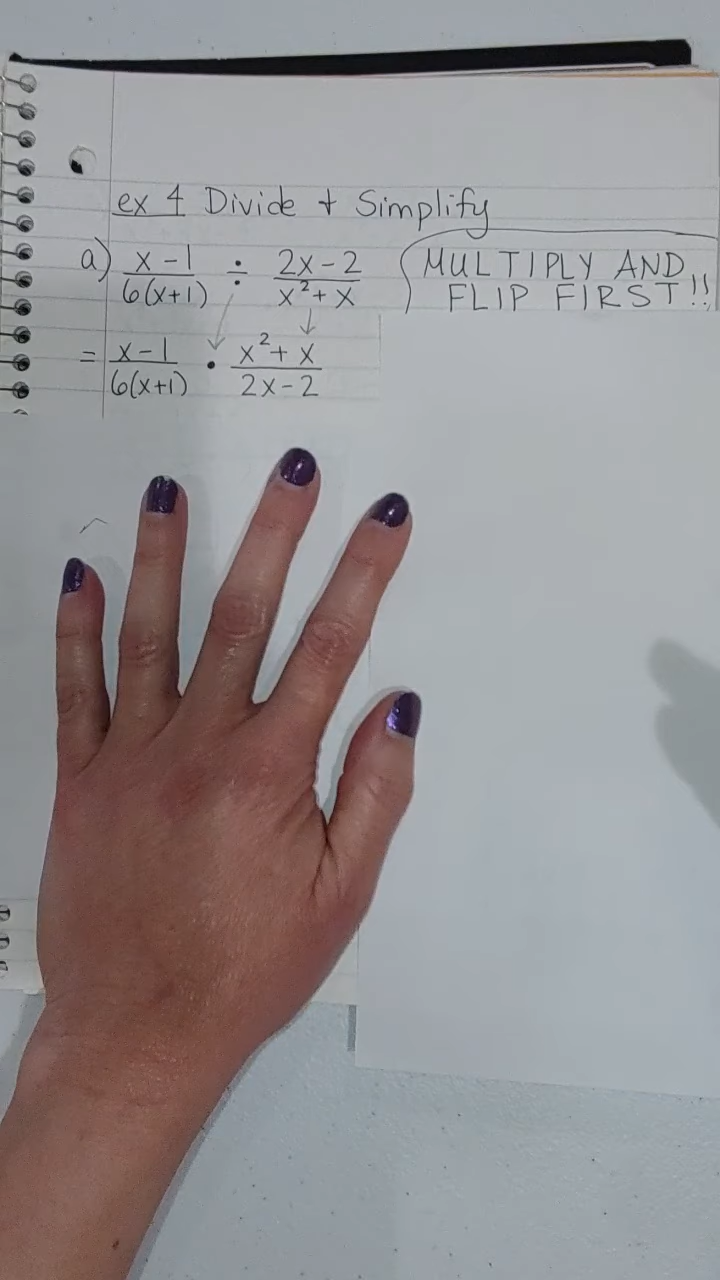 ex 4 Divide + Simplify
a) x-1/6(x+1) ÷ 2x-2/x²+x
MULTIPLY AND
FLIP FIRST!!
= x-1/6(x+1) • x²+x/2x-2